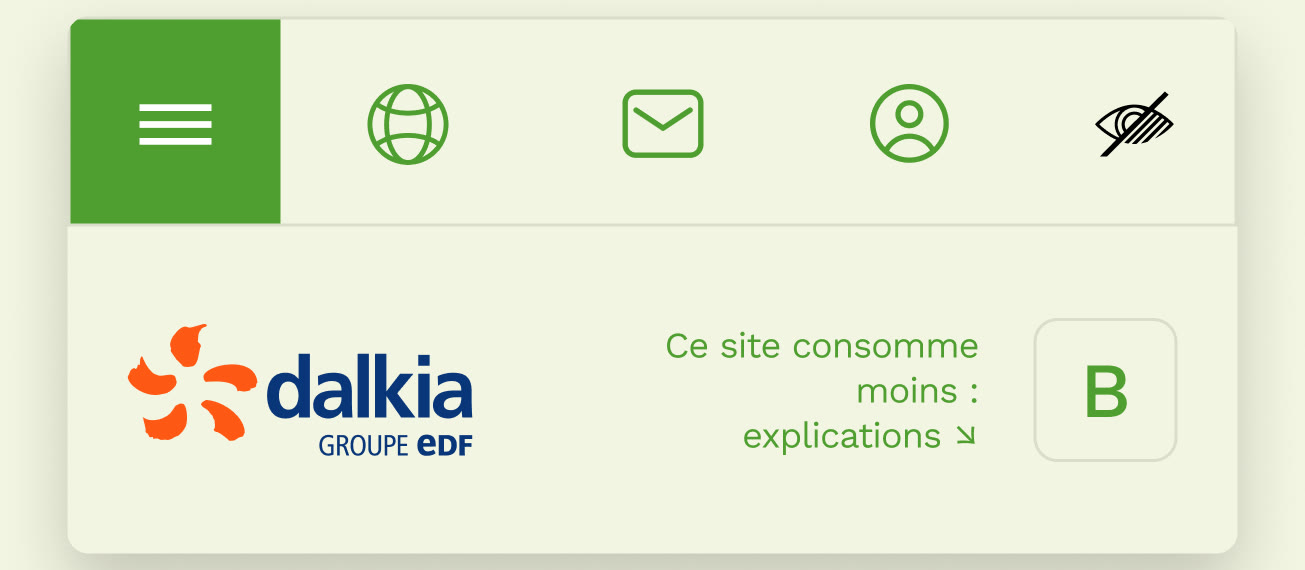 dalkia
GROUPE eDF
Ce site consomme
moins :
explications ↘
B